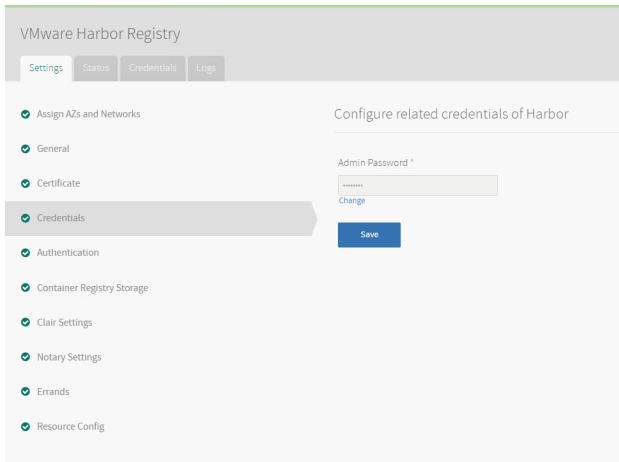 VMware Harbor Registry
Settings
Status
Credentials
Logs
Assign AZs and Networks
General
Certificate
Credentials
Authentication
Container Registry Storage
Clair Settings
Notary Settings
Errands
Resource Config
Configure related credentials of Harbor
Admin Password *
••••••••
Change
Save